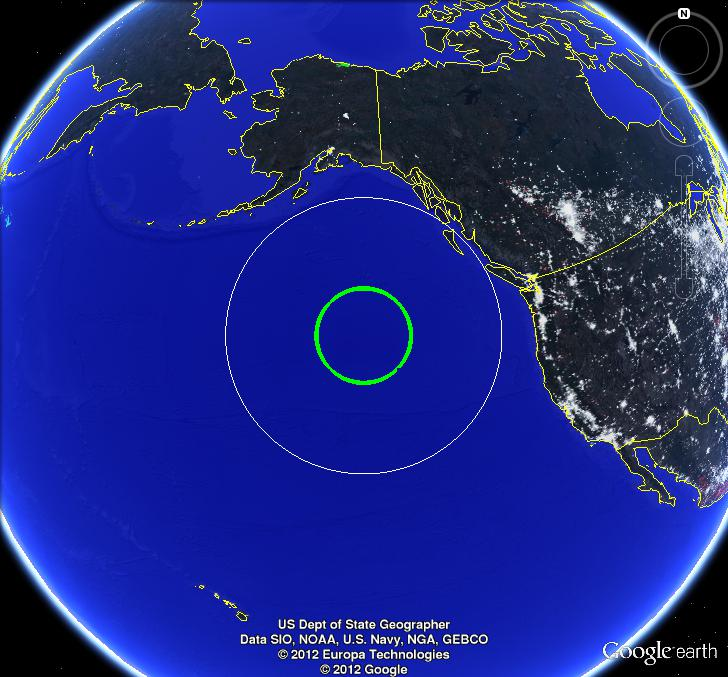 N
US Dept of State Geographer
Data SIO, NOAA, U.S. Navy, NGA, GEBCO
© 2012 Europa Technologies
© 2012 Google
Google earth